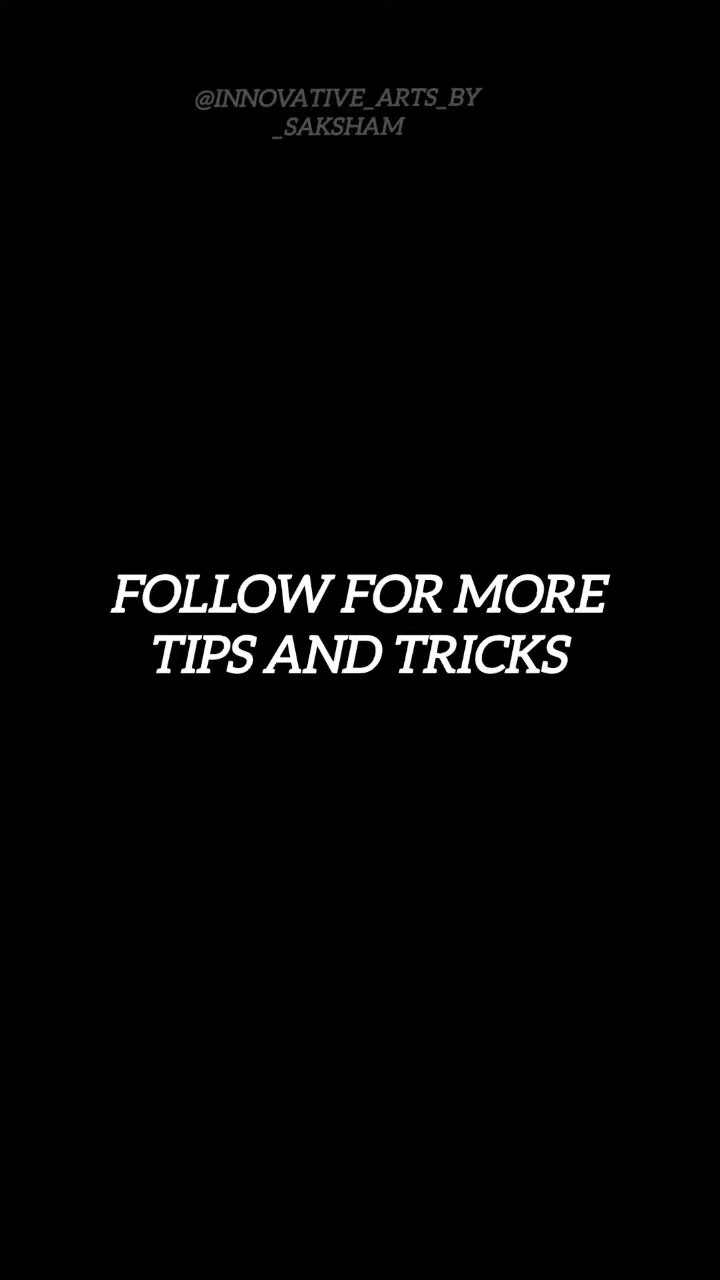 @INNOVATIVE_ARTS_BY
_SAKSHAM
FOLLOW FOR MORE
TIPS AND TRICKS